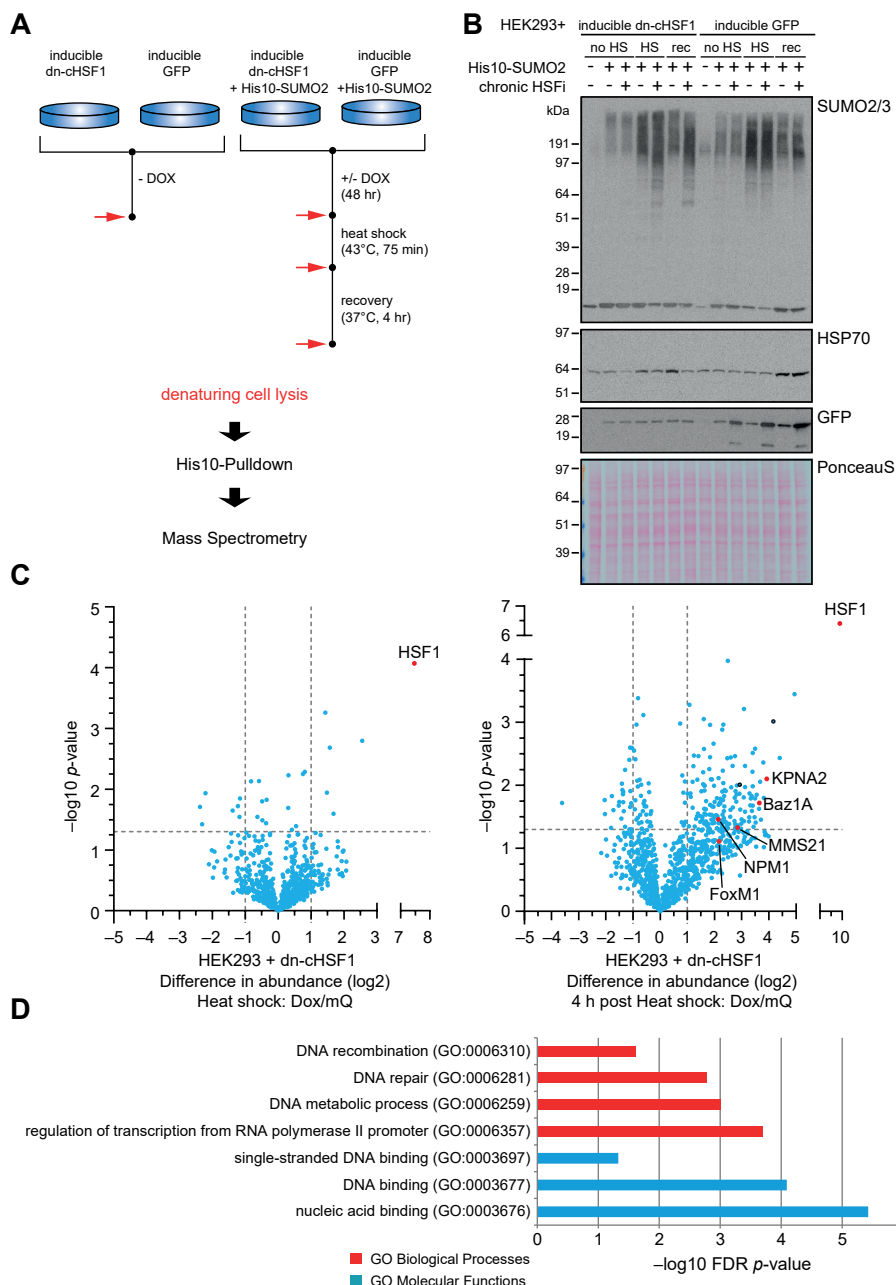 A
inducible
dn-cHSF1
inducible
GFP
inducible
dn-cHSF1
+ His10-SUMO2
inducible
GFP
+His10-SUMO2
- DOX
+/- DOX
(48 hr)
heat shock
(43°C, 75 min)
recovery
(37°C, 4 hr)
denaturing cell lysis
His10-Pulldown
Mass Spectrometry
B
HEK293+
inducible dn-cHSF1 inducible GFP
no HS HS rec no HS HS rec
His10-SUMO2 - + + + + + + - + + + + + +
chronic HSFi - - + - + - + - - + - + - +
kDa
SUMO2/3
191
97
64
51
39
28
19
97
HSP70
64
51
28
GFP
19
97
PonceauS
64
51
39
C
5
4
3
2
1
0
–log10 p-value
HSF1
–5 –4 –3 –2 –1 0 1 2 3 7 8
HEK293 + dn-cHSF1
Difference in abundance (log2)
Heat shock: Dox/mQ
7
6
4
3
2
1
0
–log10 p-value
HSF1
KPNA2
Baz1A
MMS21
NPM1
FoxM1
–5 –4 –3 –2 –1 0 1 2 3 4 5 10
HEK293 + dn-cHSF1
Difference in abundance (log2)
4 h post Heat shock: Dox/mQ
D
DNA recombination (GO:0006310)
DNA repair (GO:0006281)
DNA metabolic process (GO:0006259)
regulation of transcription from RNA polymerase II promoter (GO:0006357)
single-stranded DNA binding (GO:0003697)
DNA binding (GO:0003677)
nucleic acid binding (GO:0003676)
0 1 2 3 4 5
–log10 FDR p-value
GO Biological Processes
GO Molecular Functions